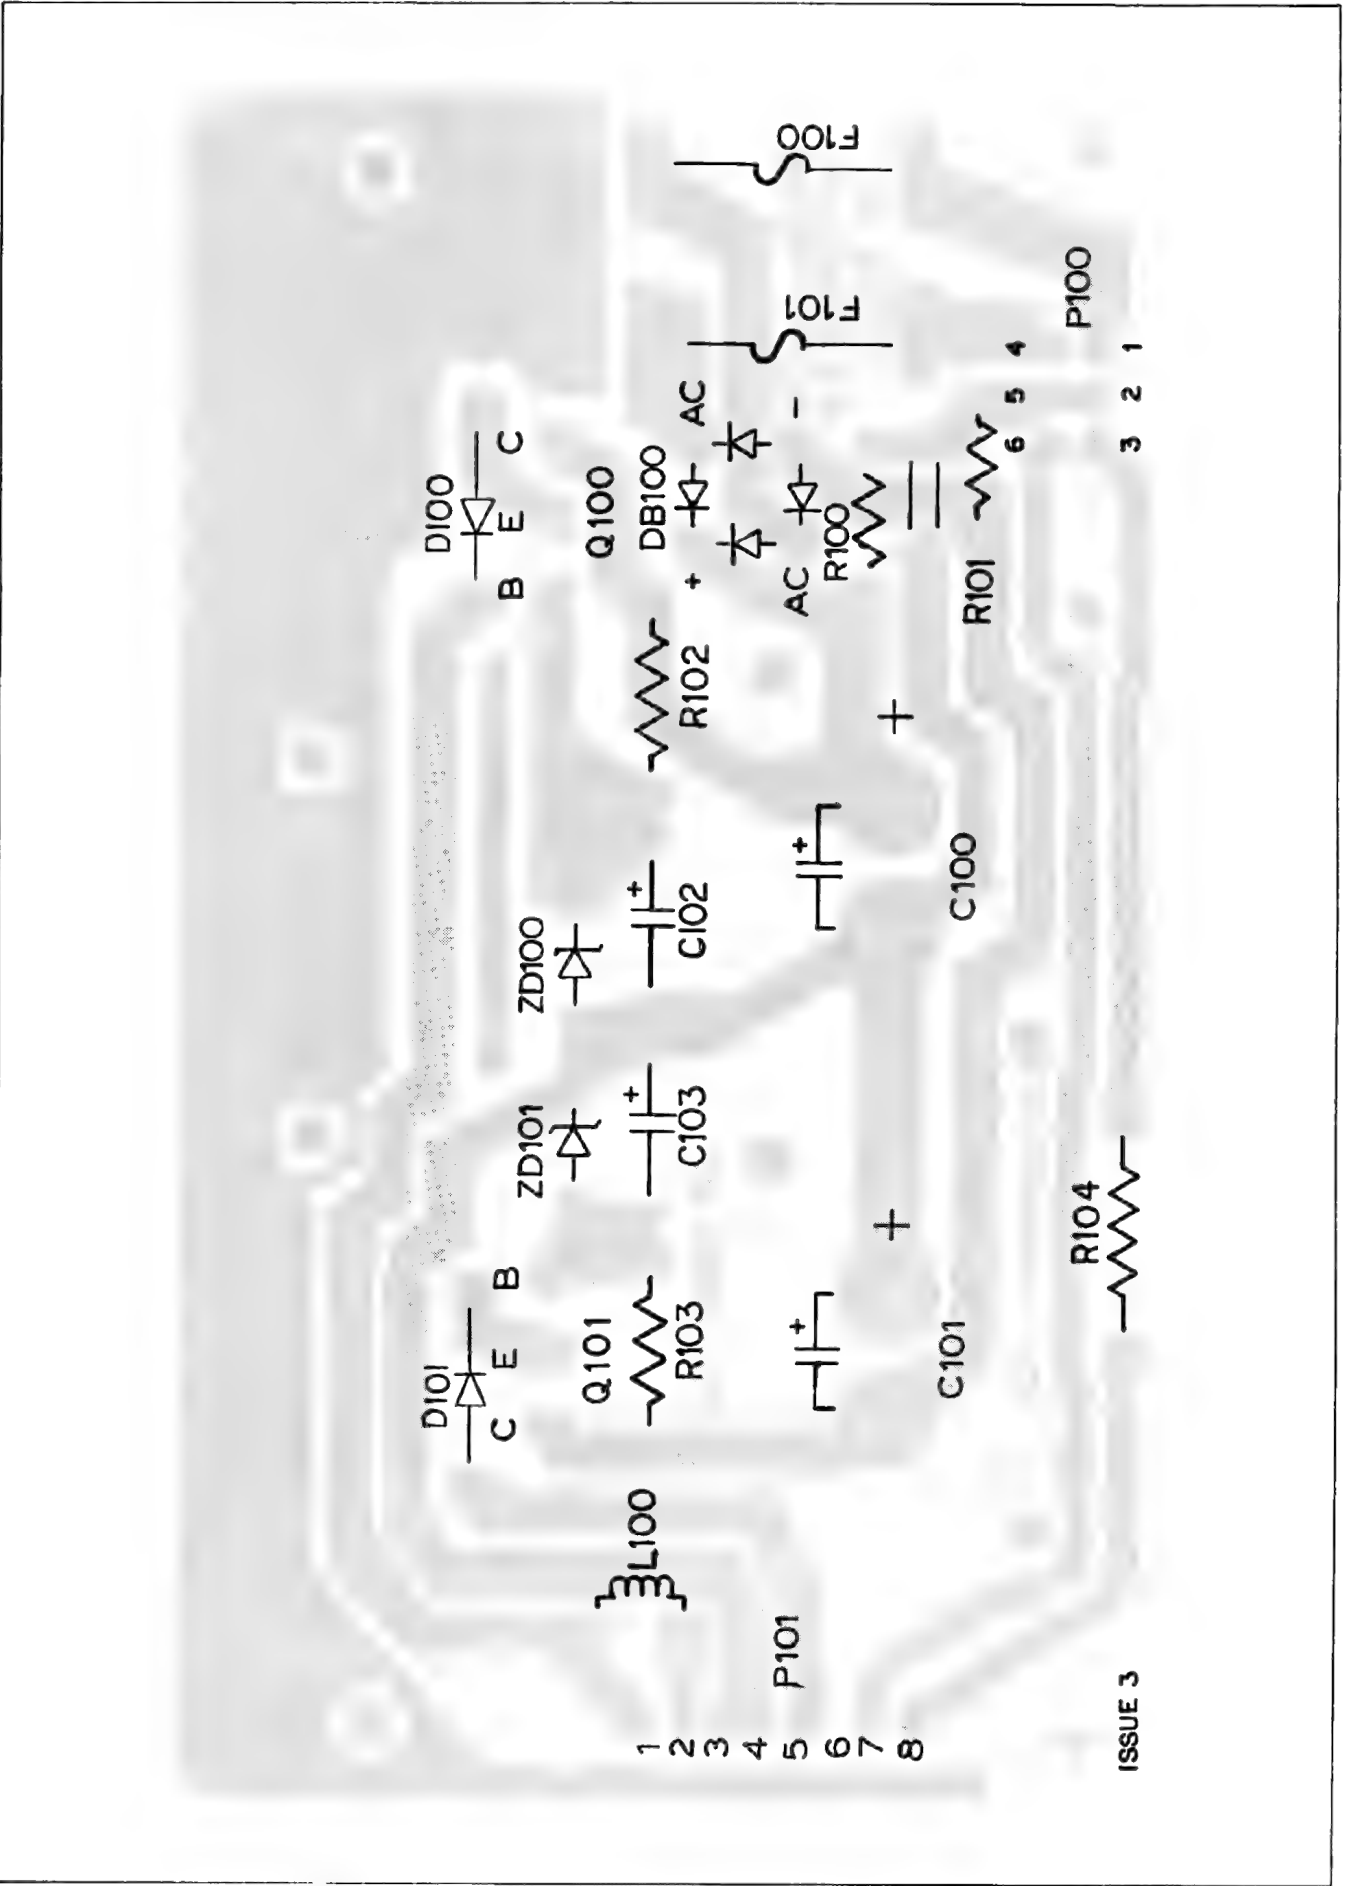 D101
D100
C E B
B E C
ZD101
ZD100
Q101
Q100
L100
R103
C103
C102
R102
DB100
AC
+
+
+
AC
-
F100
F101
P101
1
2
3
4
5
6
7
8
+
+
+
+
R100
C101
C100
R101
6 5 4
R104
P100
ISSUE 3
3 2 1